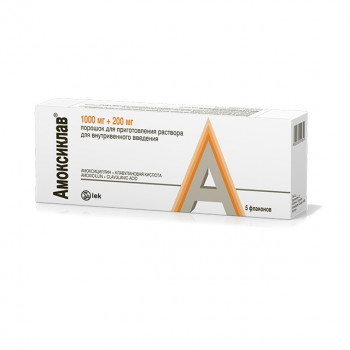 Амоксиклав®
1000 мг + 200 мг
порошок для приготовления раствора
для внутривенного введения
АМОКСИЦИЛЛИН + КЛАВУЛАНОВАЯ КИСЛОТА
AMOXICILLIN + CLAVULANIC ACID
lek
A
5 флаконов